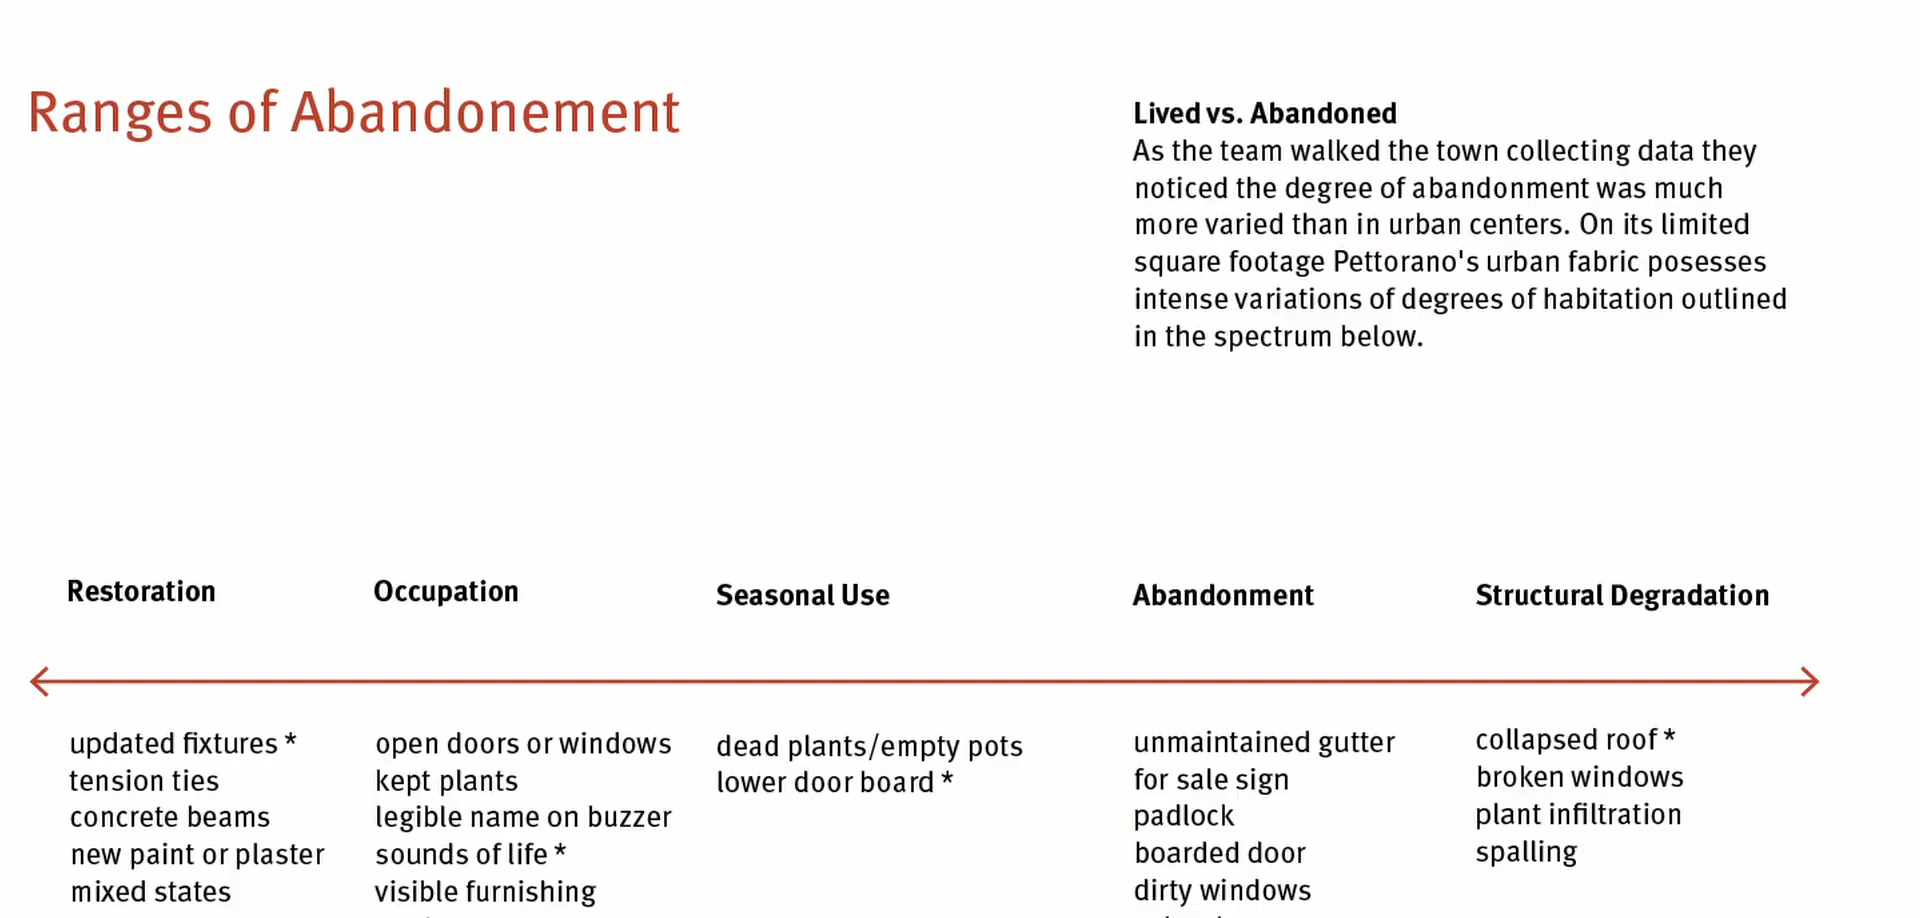 Ranges of Abandonement
Lived vs. Abandoned
As the team walked the town collecting data they
noticed the degree of abandonment was much
more varied than in urban centers. On its limited
square footage Pettorano's urban fabric posesses
intense variations of degrees of habitation outlined
in the spectrum below.
Restoration
updated fixtures *
tension ties
concrete beams
new paint or plaster
mixed states
Occupation
open doors or windows
kept plants
legible name on buzzer
sounds of life *
visible furnishing
Seasonal Use
dead plants/empty pots
lower door board *
Abandonment
unmaintained gutter
for sale sign
padlock
boarded door
dirty windows
Structural Degradation
collapsed roof *
broken windows
plant infiltration
spalling